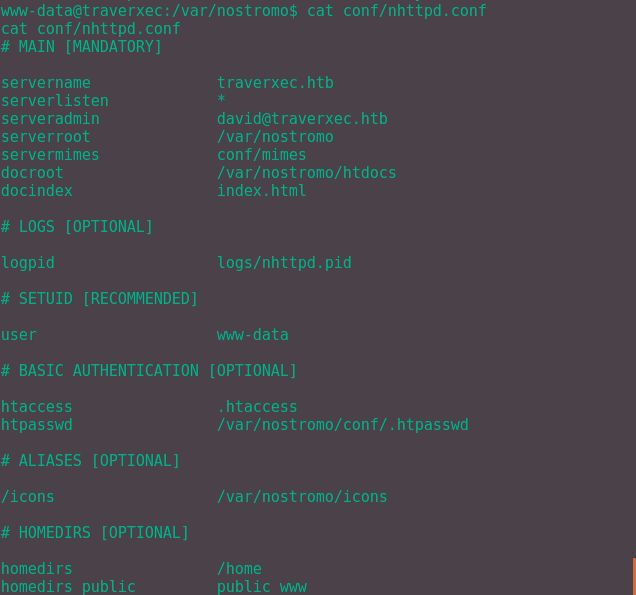 www-data@traverxec:/var/nostromo$ cat conf/nhttpd.conf
cat conf/nhttpd.conf
# MAIN [MANDATORY]
servername traverxec.htb
serverlisten *
serveradmin david@traverxec.htb
serverroot /var/nostromo
servermimes conf/mimes
docroot /var/nostromo/htdocs
docindex index.html
# LOGS [OPTIONAL]
logpid logs/nhttpd.pid
# SETUID [RECOMMENDED]
user www-data
# BASIC AUTHENTICATION [OPTIONAL]
htaccess .htaccess
htpasswd /var/nostromo/conf/.htpasswd
# ALIASES [OPTIONAL]
/icons /var/nostromo/icons
# HOMEDIRS [OPTIONAL]
homedirs /home
homedirs_public public_www